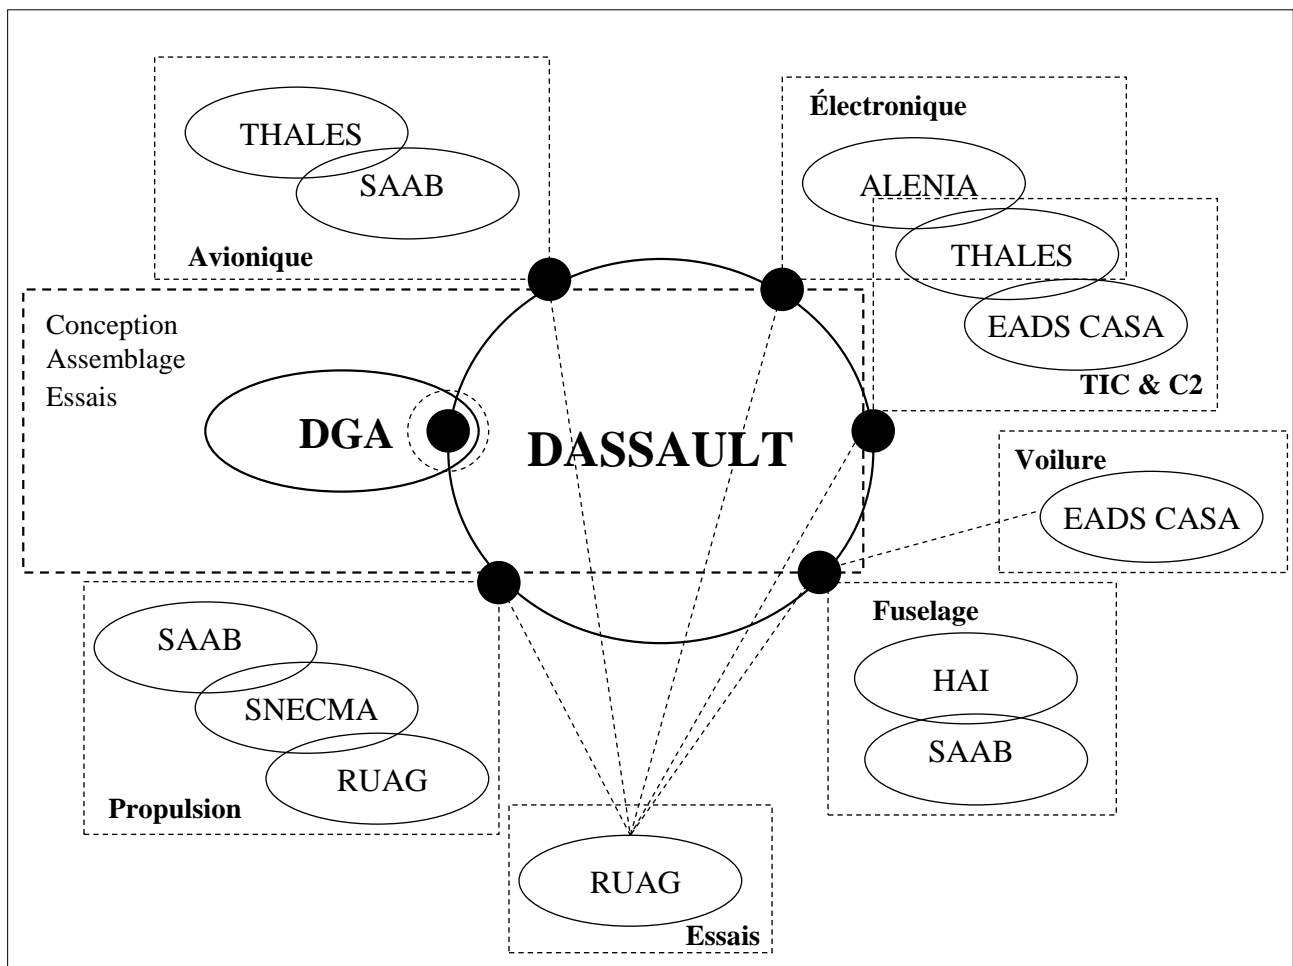 THALES
SAAB
Avionique
Électronique
ALENIA
THALES
EADS CASA
TIC & C2
Conception
Assemblage
Essais
DGA
DASSAULT
Voilure
EADS CASA
SAAB
SNECMA
RUAG
Propulsion
Fuselage
HAI
SAAB
RUAG
Essais